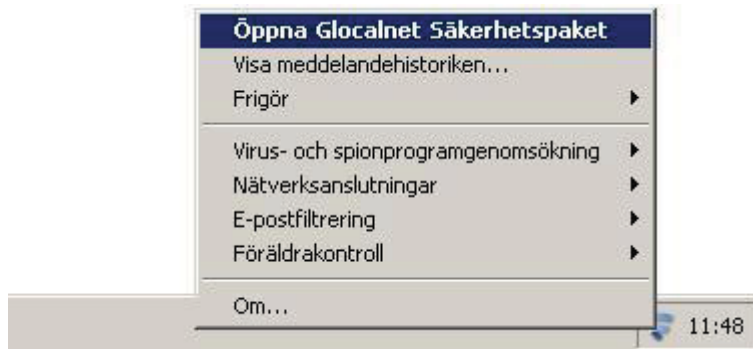 Öppna Glocalnet Säkerhetspaket
Visa meddelandehistoriken...
Frigör
Virus- och spionprogramgenomsökning
Nätverksanslutningar
E-postfiltrering
Föräldrakontroll
Om...
11:48